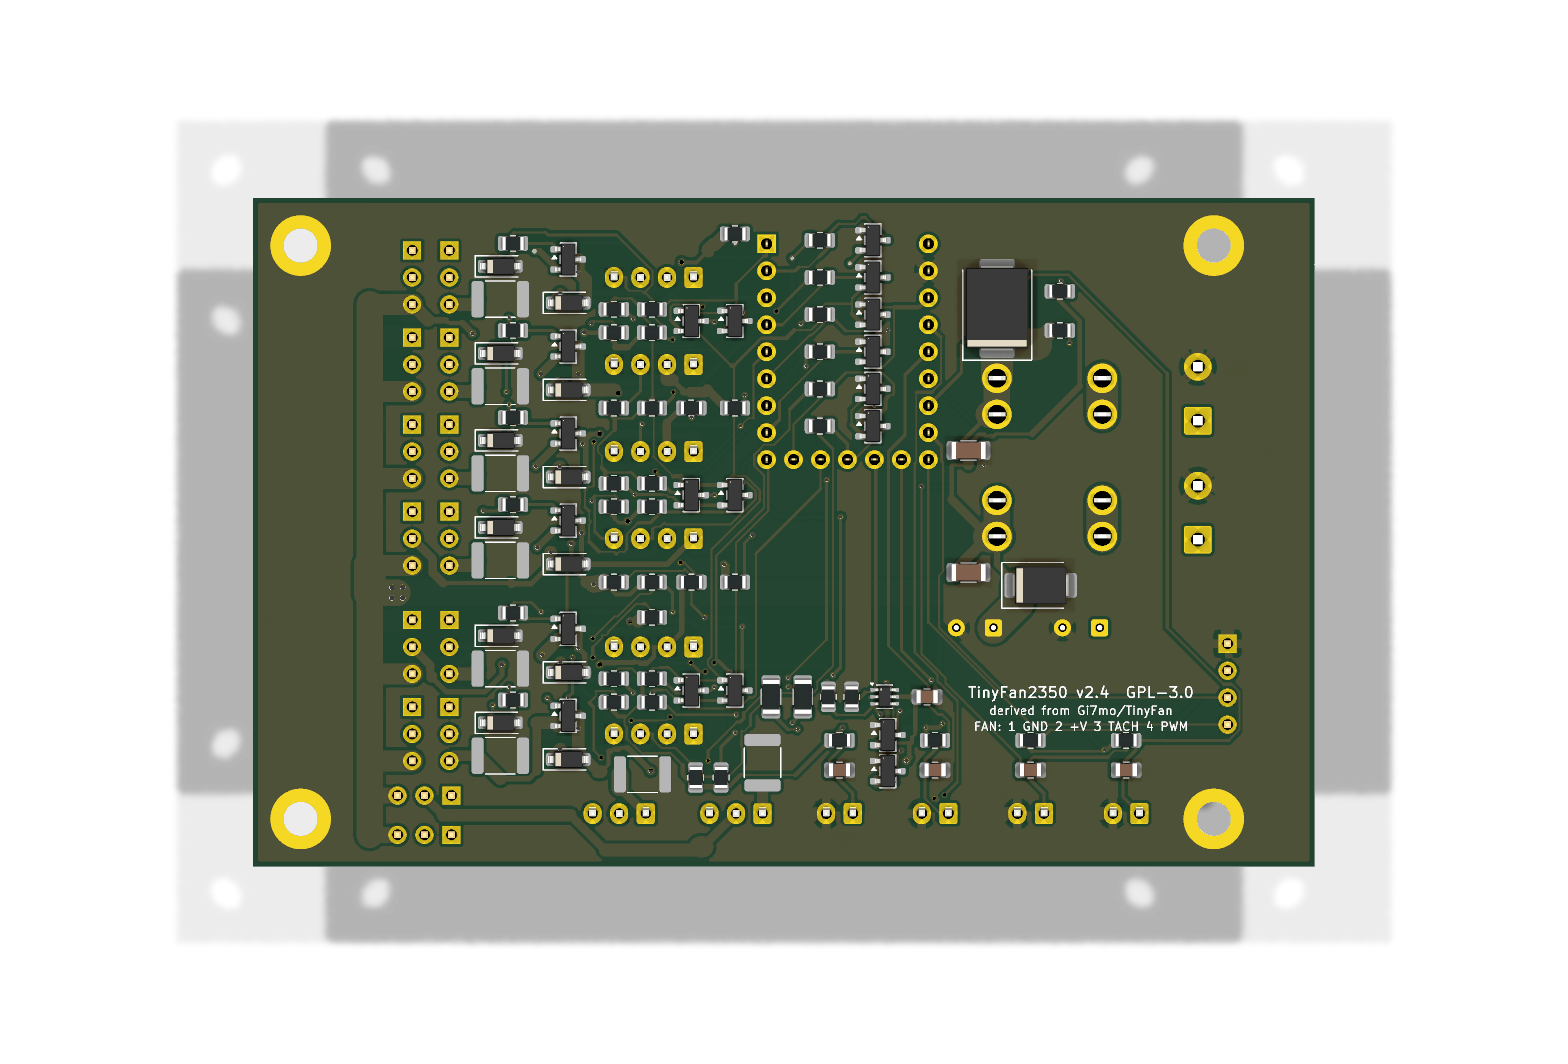 TinyFan2350 v2.4  GPL-3.0
derived from Gi7mo/TinyFan
FAN: 1 GND 2 +V 3 TACH 4 PWM